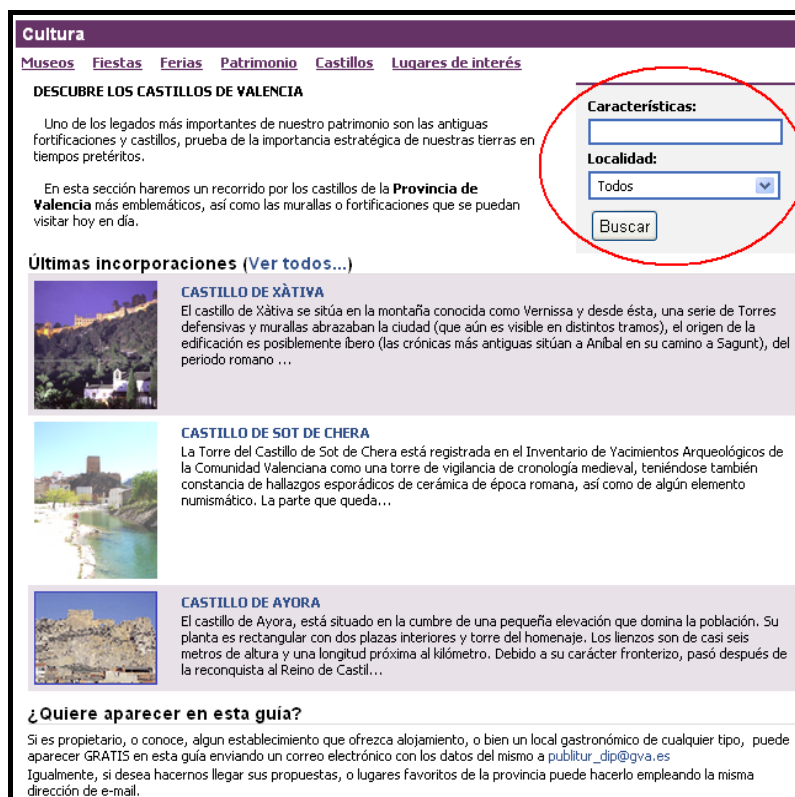 Cultura
Museos Fiestas Ferias Patrimonio Castillos Lugares de interés
DESCUBRE LOS CASTILLOS DE VALENCIA
Uno de los legados más importantes de nuestro patrimonio son las antiguas
fortificaciones y castillos, prueba de la importancia estratégica de nuestras tierras en
tiempos pretéritos.
En esta sección haremos un recorrido por los castillos de la Provincia de
Valencia más emblemáticos, así como las murallas o fortificaciones que se puedan
visitar hoy en día.
Características:
Localidad:
Todos
Buscar
Últimas incorporaciones (Ver todos...)
CASTILLO DE XÀTIVA
El castillo de Xàtiva se sitúa en la montaña conocida como Vernissa y desde ésta, una serie de Torres
defensivas y murallas abrazaban la ciudad (que aún es visible en distintos tramos), el origen de la
edificación es posiblemente íbero (las crónicas más antiguas sitúan a Aníbal en su camino a Sagunt), del
periodo romano ...
CASTILLO DE SOT DE CHERA
La Torre del Castillo de Sot de Chera está registrada en el Inventario de Yacimientos Arqueológicos de
la Comunidad Valenciana como una torre de vigilancia de cronología medieval, teniéndose también
constancia de hallazgos esporádicos de cerámica de época romana, así como de algún elemento
numismático. La parte que queda...
CASTILLO DE AYORA
El castillo de Ayora, está situado en la cumbre de una pequeña elevación que domina la población. Su
planta es rectangular con dos plazas interiores y torre del homenaje. Los lienzos son de casi seis
metros de altura y una longitud próxima al kilómetro. Debido a su carácter fronterizo, pasó después de
la reconquista al Reino de Castil...
¿Quiere aparecer en esta guía?
Si es propietario, o conoce, algun establecimiento que ofrezca alojamiento, o bien un local gastronómico de cualquier tipo, puede
aparecer GRATIS en esta guía enviando un correo electrónico con los datos del mismo a publitur_dip@gva.es
Igualmente, si desea hacernos llegar sus propuestas, o lugares favoritos de la provincia puede hacerlo empleando la misma
dirección de e-mail.